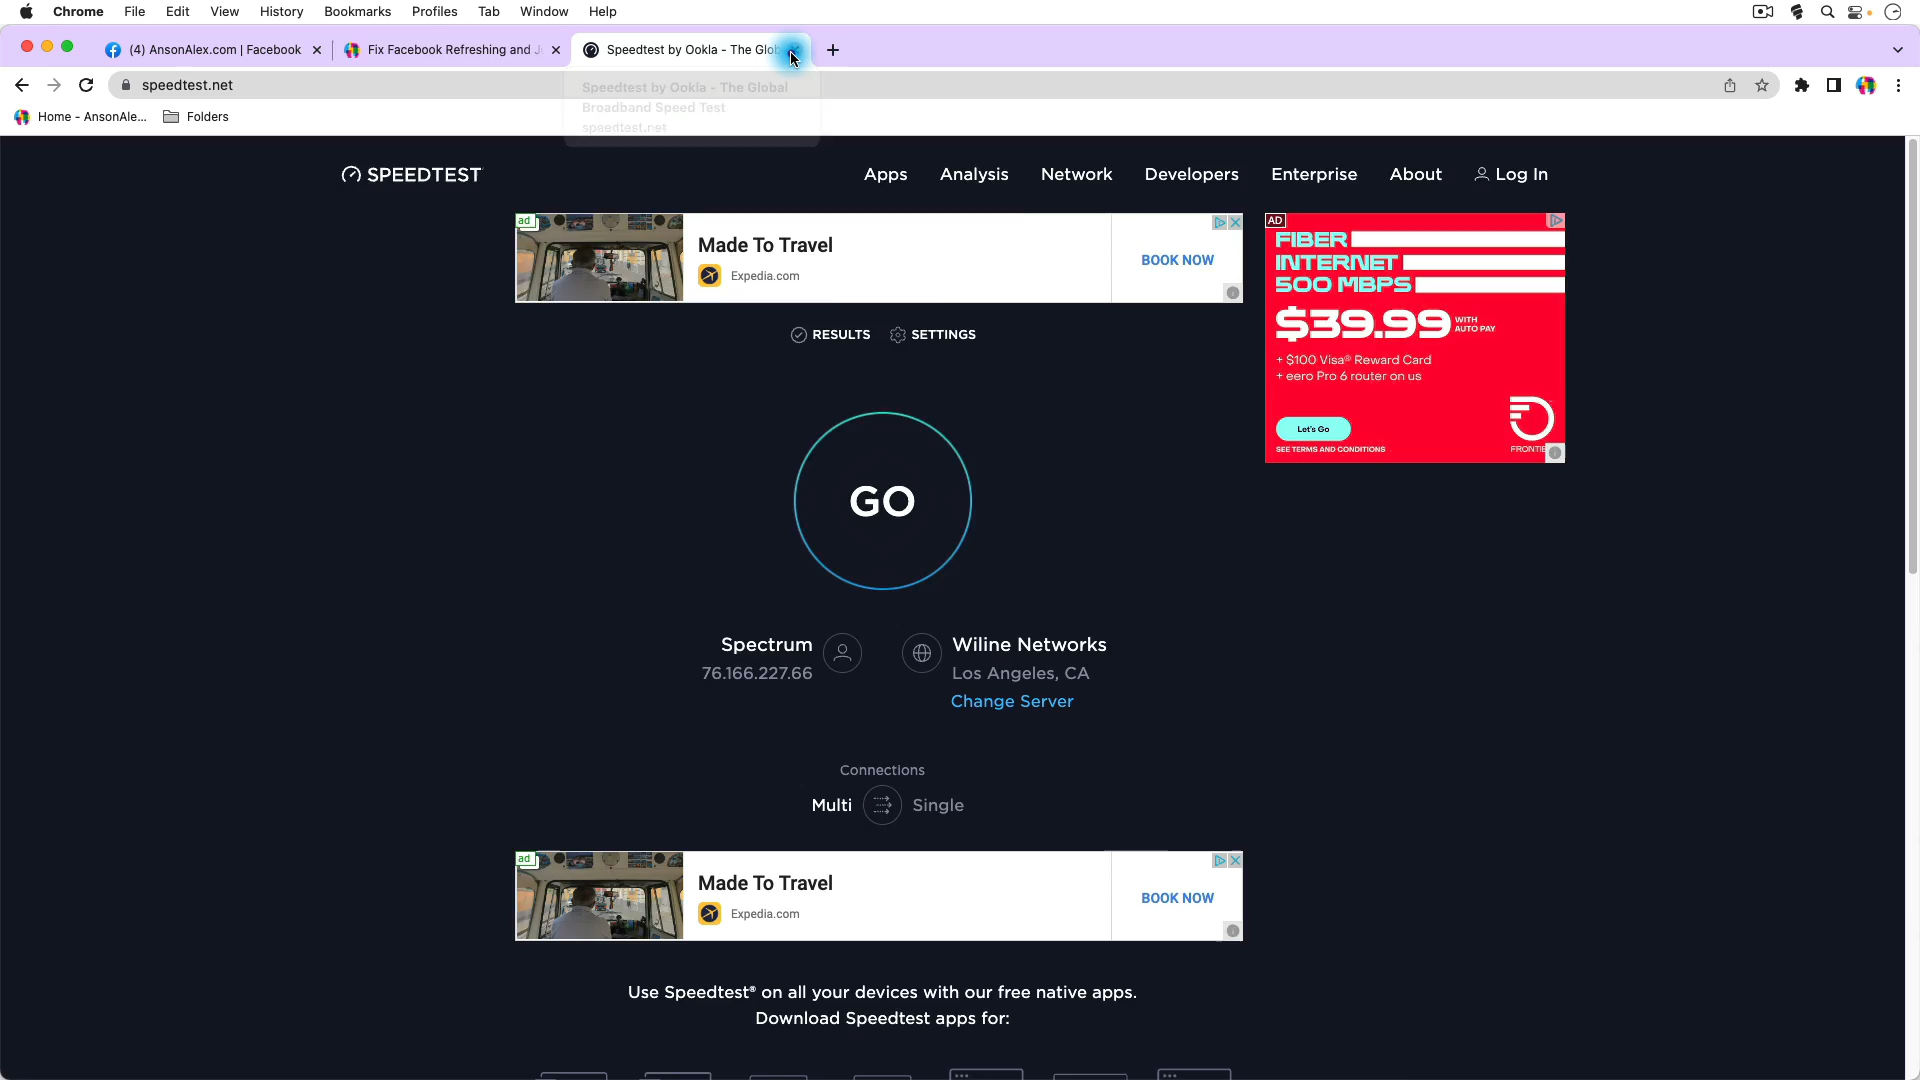 Chrome File Edit View History Bookmarks Profiles Tab Window Help
(4) AnsonAlex.com | Facebook
Fix Facebook Refreshing and J
Speedtest by Ookla - The Glob
speedtest.net
Speedtest by Ookla - The Global
Broadband Speed Test
speedtest.net
Home - AnsonAle...
Folders
SPEEDTEST
Apps Analysis Network Developers Enterprise About Log In
ad
Made To Travel
Expedia.com
BOOK NOW
AD
FIBER
INTERNET
500 MBPS
$39.99 WITH
AUTO PAY
+ $100 Visa® Reward Card
+ eero Pro 6 router on us
Let's Go
SEE TERMS AND CONDITIONS
FRONTIE
RESULTS SETTINGS
GO
Spectrum
76.166.227.66
Wiline Networks
Los Angeles, CA
Change Server
Connections
Multi Single
ad
Made To Travel
Expedia.com
BOOK NOW
Use Speedtest® on all your devices with our free native apps.
Download Speedtest apps for: